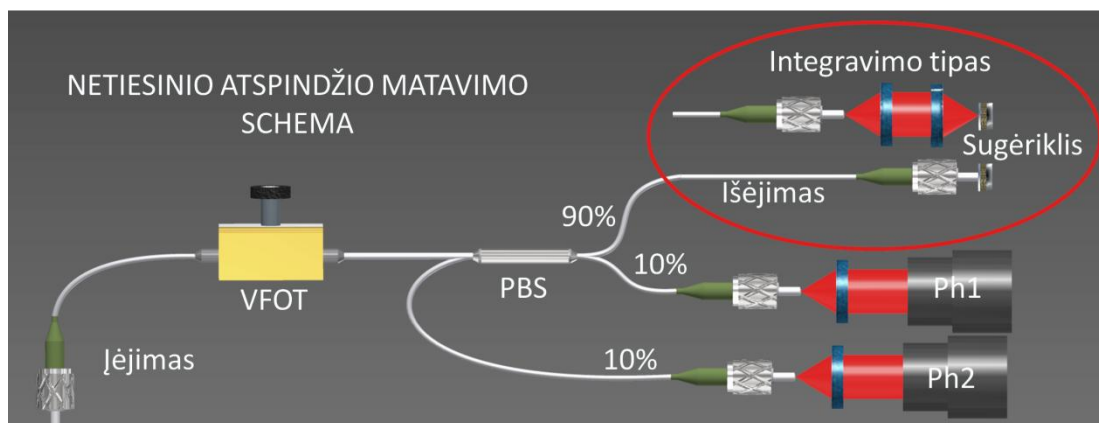 NETIESINIO ATSPINDŽIO MATAVIMO
SCHEMA
Integravimo tipas
Sugėriklis
Išėjimas
90%
10%
VFOT
PBS
Ph1
Įėjimas
10%
Ph2